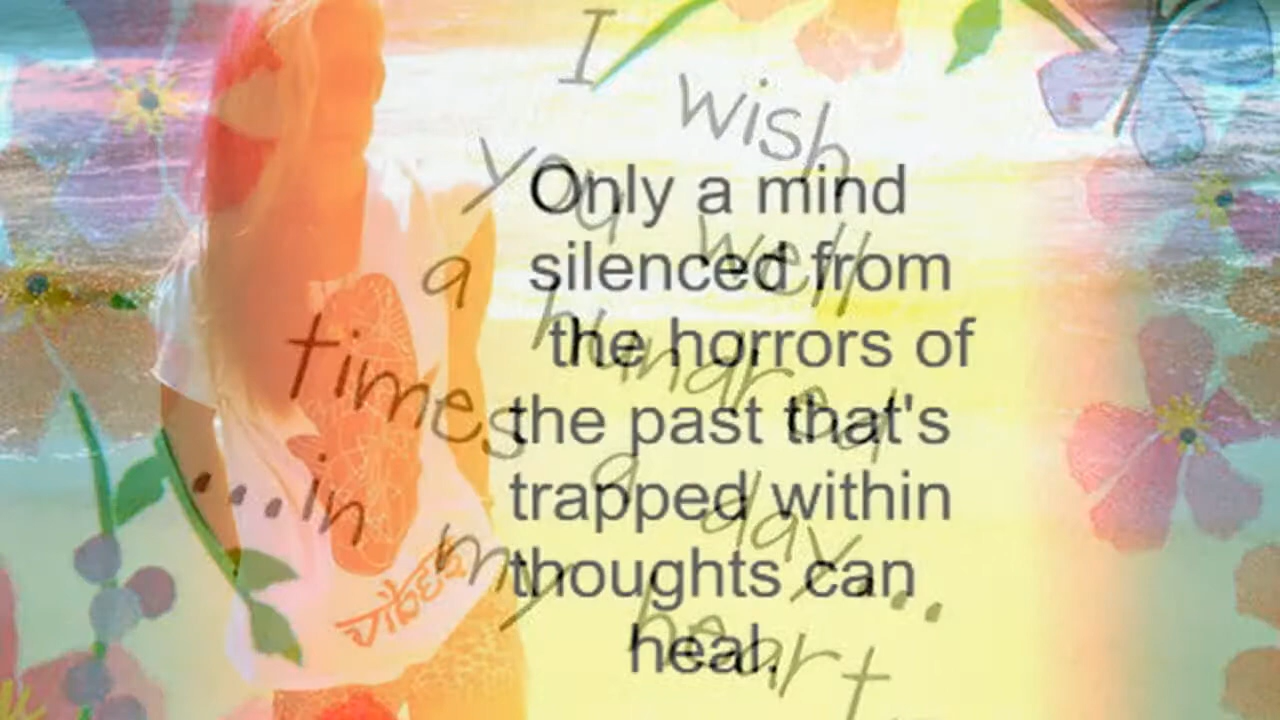 I wish
you well
a hundred
times a day...
...in my heart
Only a mind
silenced from
the horrors of
the past that's
trapped within
thoughts can
heal.
VIBES